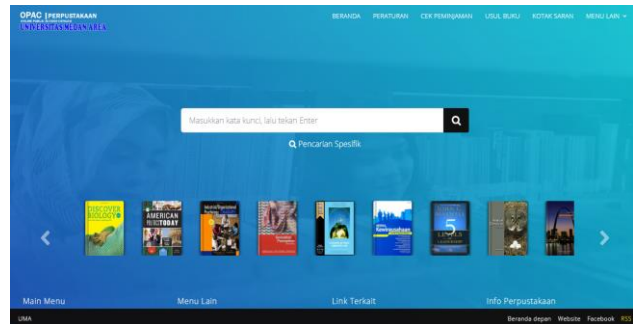 OPAC | PERPUSTAKAAN
UNIVERSITAS MEDAN AREA
BERANDA PERATURAN CEK PEMINJAMAN USUL BUKU KOTAK SARAN MENU LAIN
Masukkan kata kunci, lalu tekan Enter
Pencarian Spesifik
DISCOVER BIOLOGY
AMERICAN
TODAY
Kewirausahaan
5
Main Menu Menu Lain Link Terkait Info Perpustakaan
UMA Beranda depan Website Facebook RSS